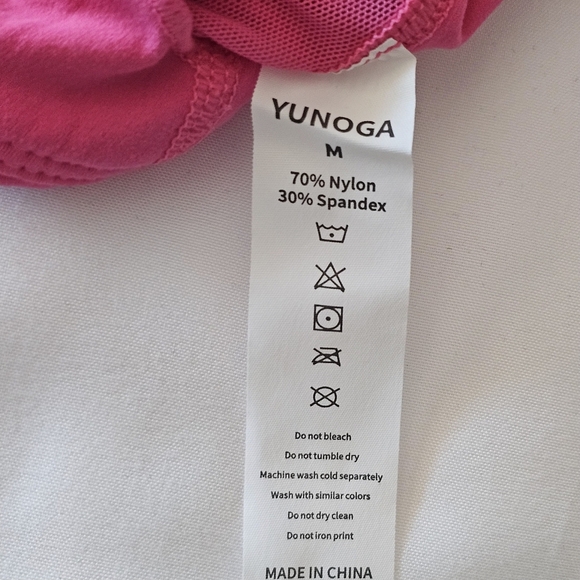 YUNOGA
M
70% Nylon
30% Spandex
Do not bleach
Do not tumble dry
Machine wash cold separately
Wash with similar colors
Do not dry clean
Do not iron print
MADE IN CHINA